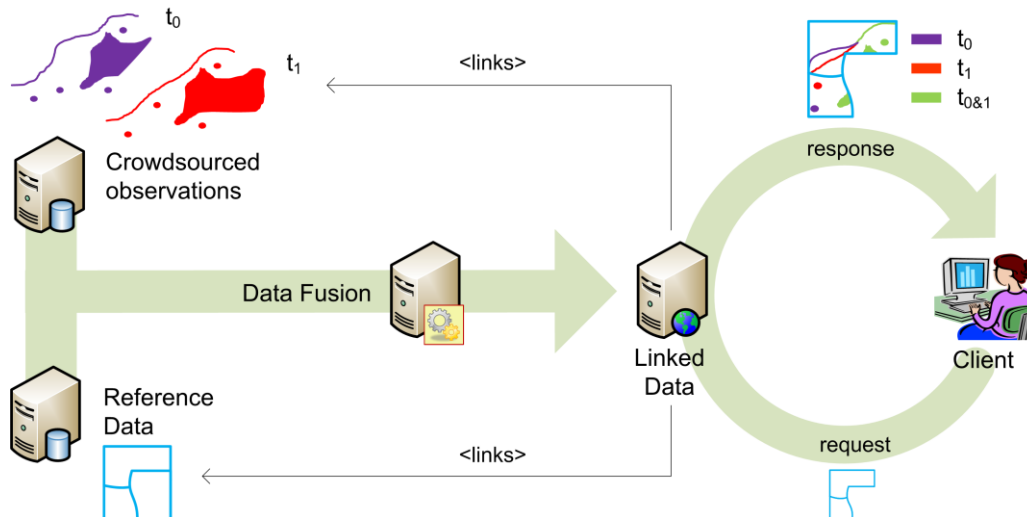 t0
t1
<links>
t0
t1
t0&1
response
Crowdsourced
observations
Data Fusion
Linked
Data
Client
Reference
Data
<links>
request